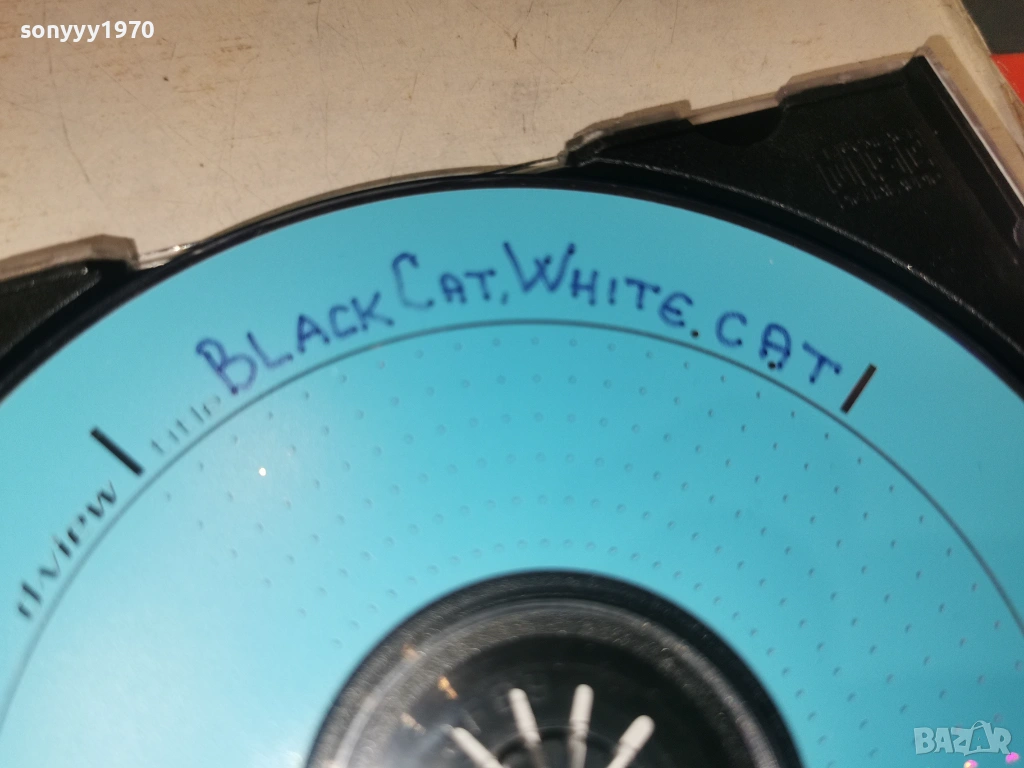 sonyyy1970
BLACK CAT, WHITE. CAT
Title
BAZAR